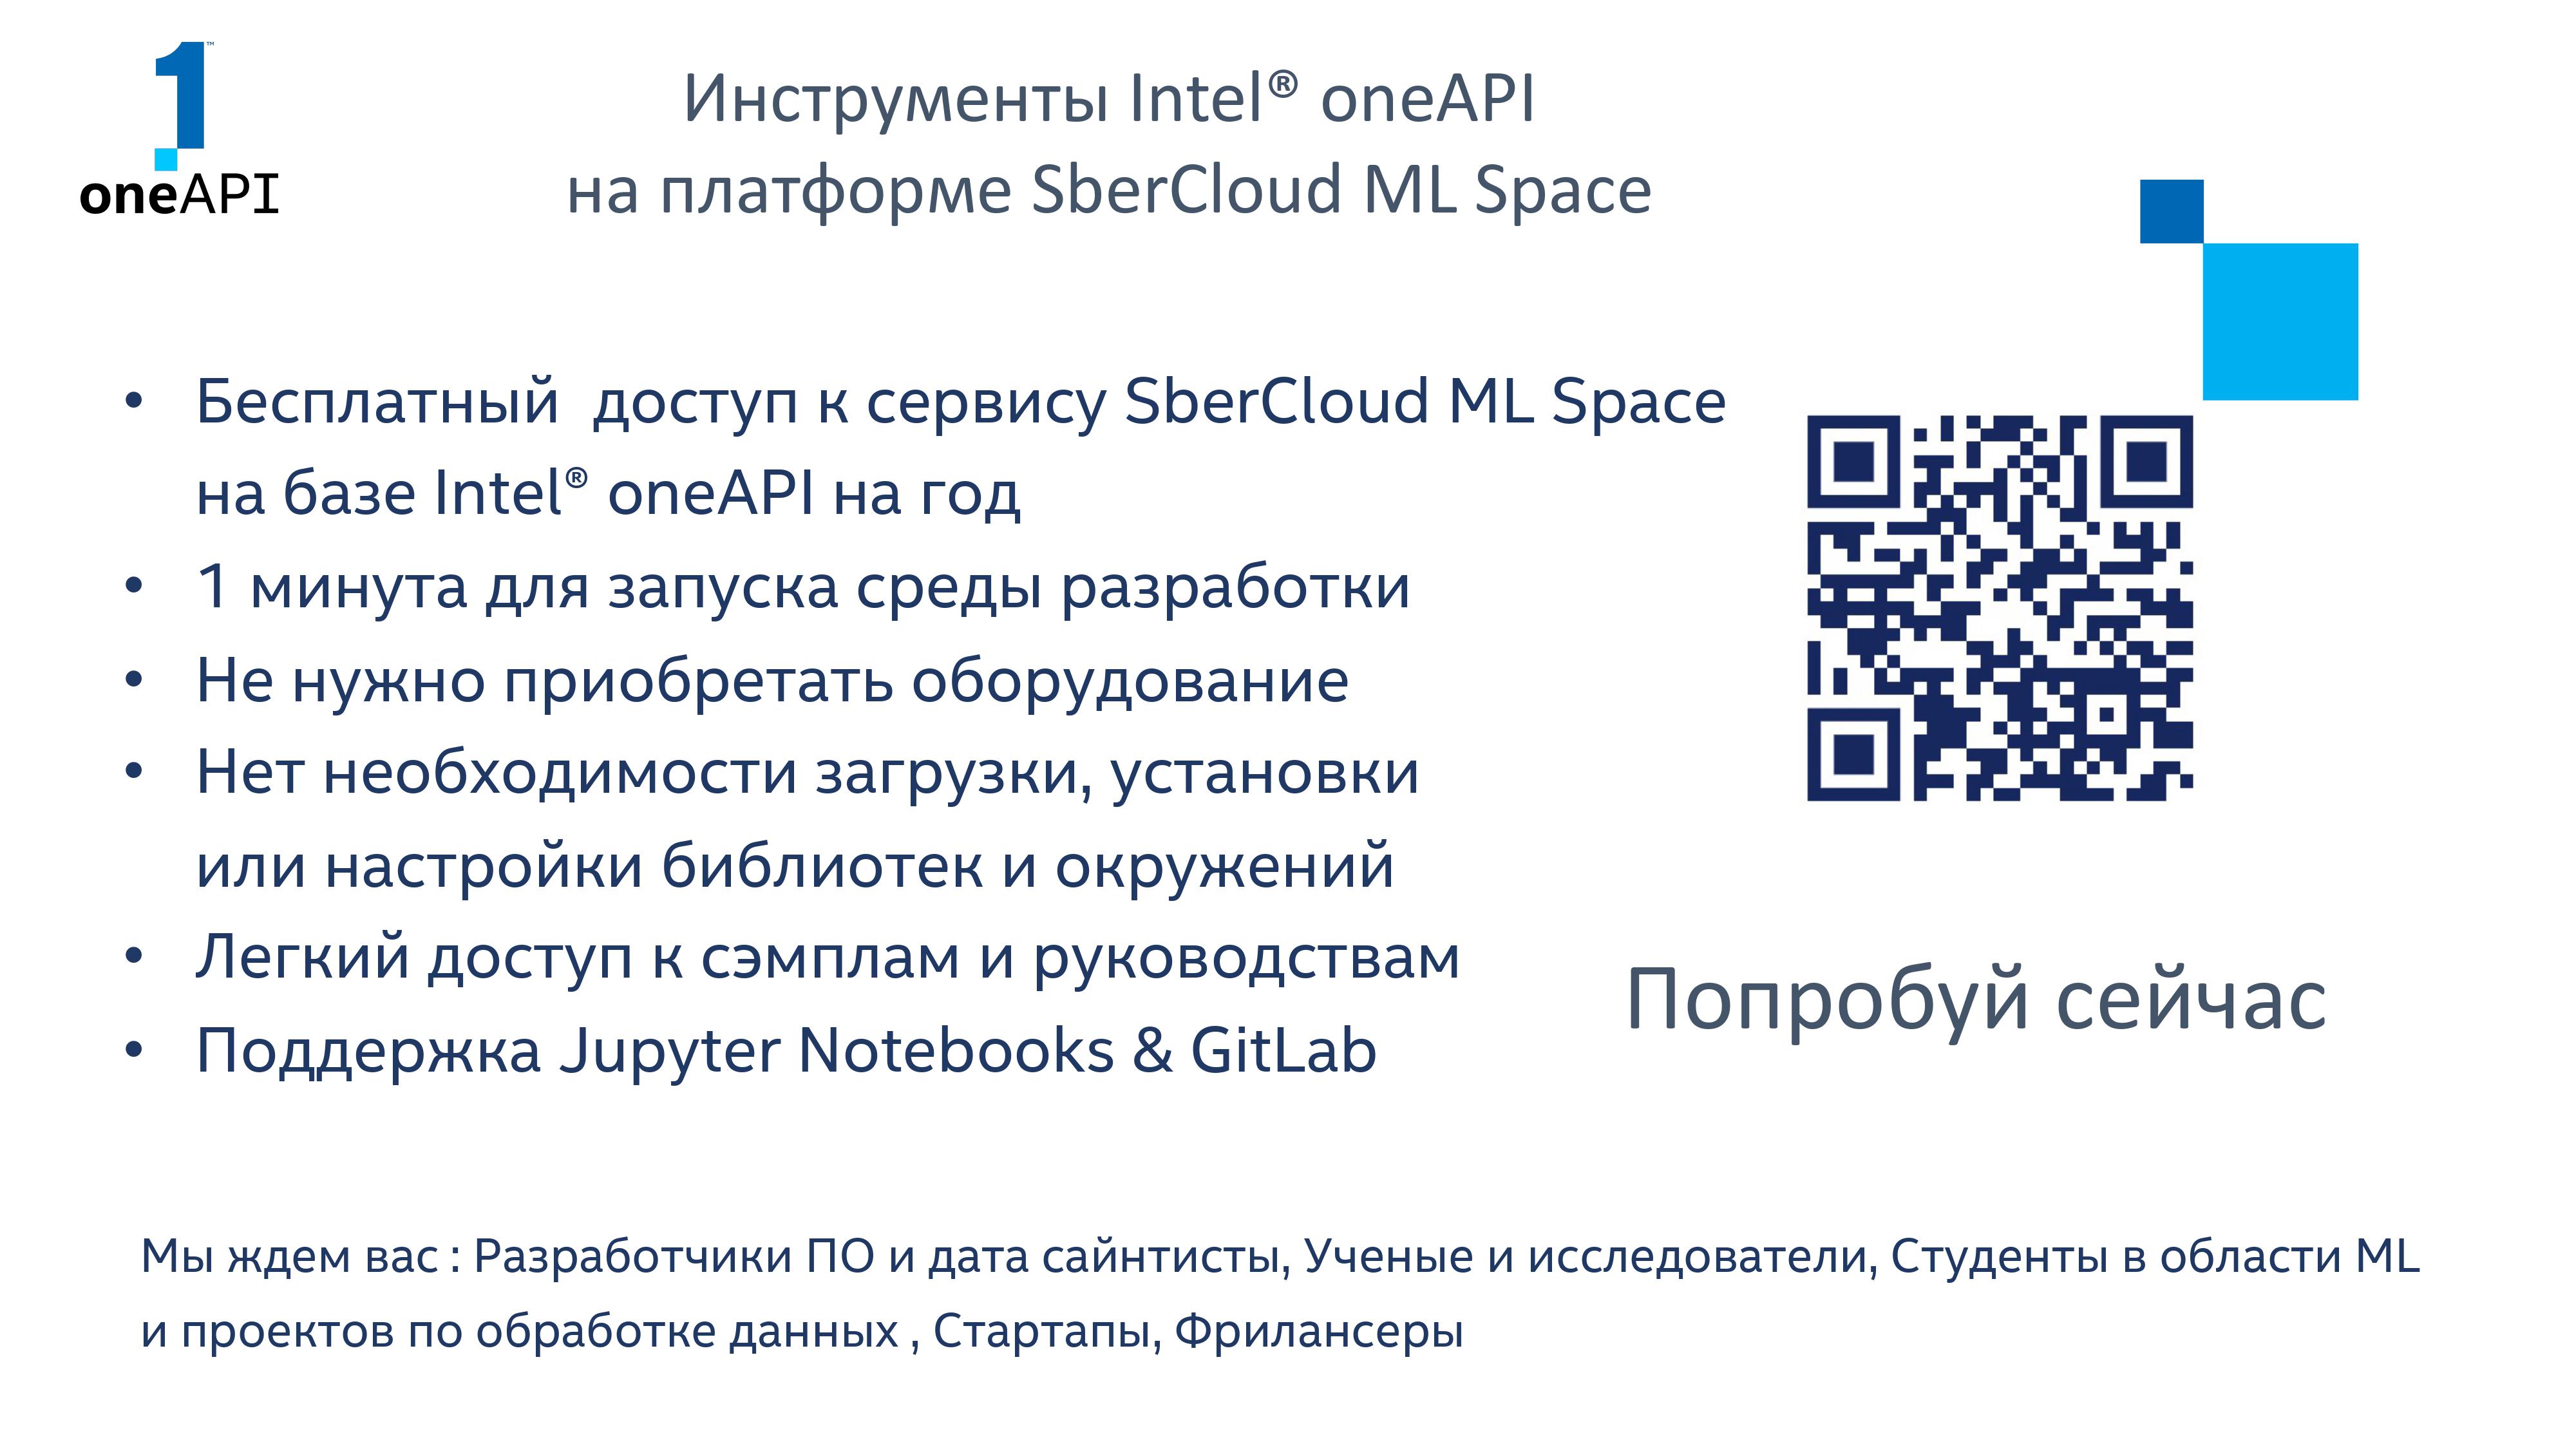 1™
oneAPI
Инструменты Intel® oneAPI
на платформе SberCloud ML Space
• Бесплатный  доступ к сервису SberCloud ML Space
на базе Intel® oneAPI на год
• 1 минута для запуска среды разработки
• Не нужно приобретать оборудование
• Нет необходимости загрузки, установки
или настройки библиотек и окружений
• Легкий доступ к сэмплам и руководствам
• Поддержка Jupyter Notebooks & GitLab
Попробуй сейчас
Мы ждем вас : Разработчики ПО и дата сайнтисты, Ученые и исследователи, Студенты в области ML
и проектов по обработке данных , Стартапы, Фрилансеры